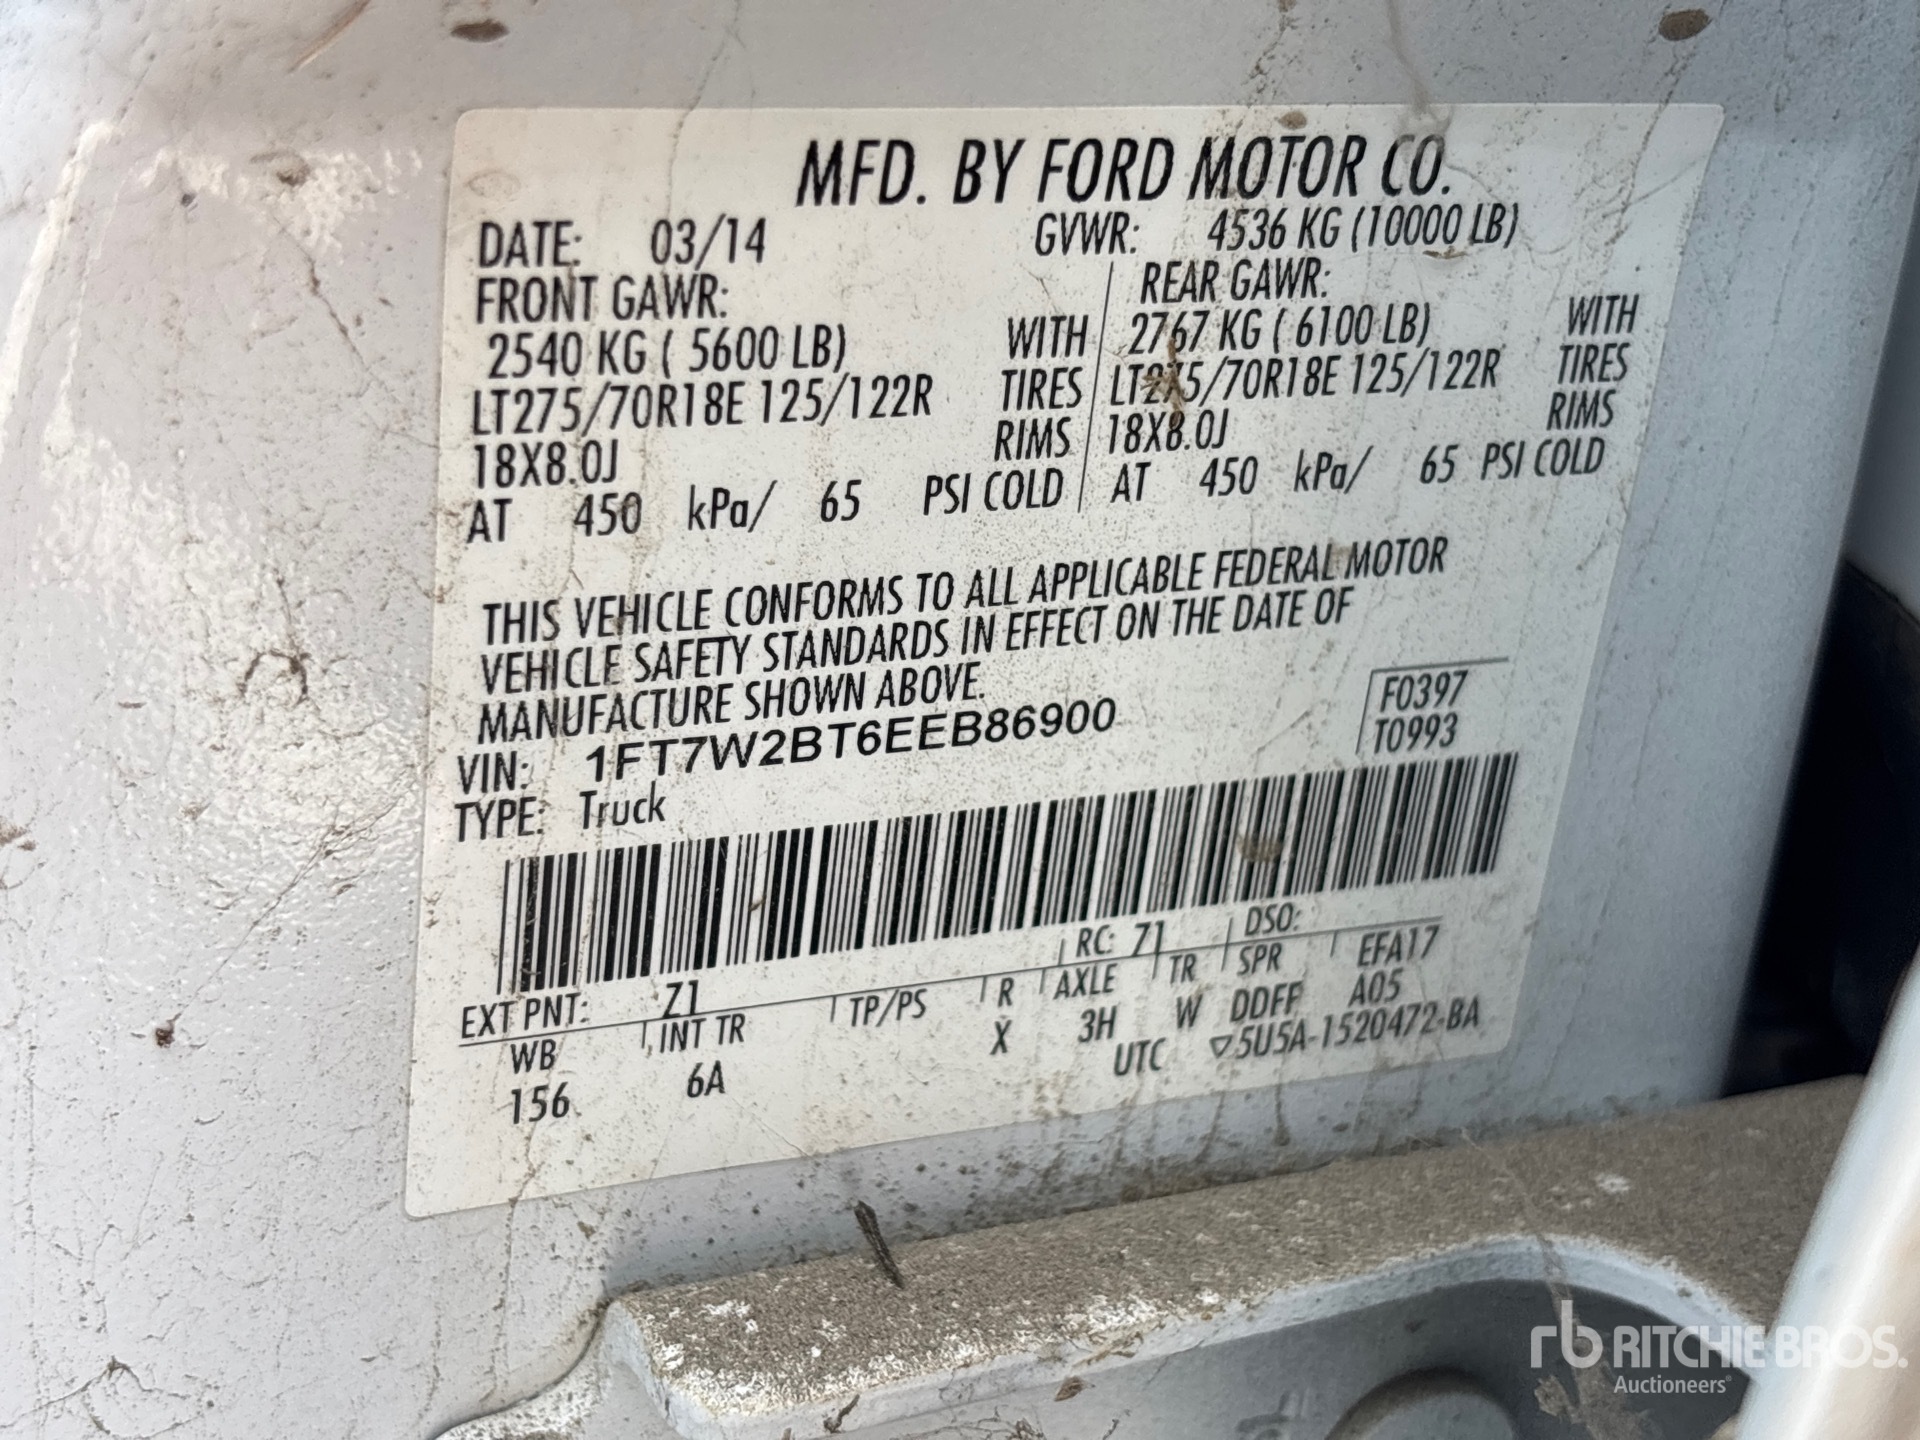 MFD. BY FORD MOTOR CO.
DATE: 03/14 GVWR: 4536 KG (10000 LB)
FRONT GAWR: REAR GAWR:
2540 KG ( 5600 LB) WITH 2767 KG ( 6100 LB) WITH
LT275/70R18E 125/122R TIRES LT275/70R18E 125/122R TIRES
18X8.0J RIMS 18X8.0J RIMS
AT 450 kPa/ 65 PSI COLD AT 450 kPa/ 65 PSI COLD
THIS VEHICLE CONFORMS TO ALL APPLICABLE FEDERAL MOTOR
VEHICLE SAFETY STANDARDS IN EFFECT ON THE DATE OF
MANUFACTURE SHOWN ABOVE.
F0397
VIN: 1FT7W2BT6EEB86900 T0993
TYPE: Truck
EXT PNT: Z1 RC: Z1 DSO:
WB INT TR TP/PS R AXLE TR SPR EFA17
156 6A X 3H W DDFF A05
UTC ▽5U5A-1520472-BA
rb RITCHIE BROS.
Auctioneers